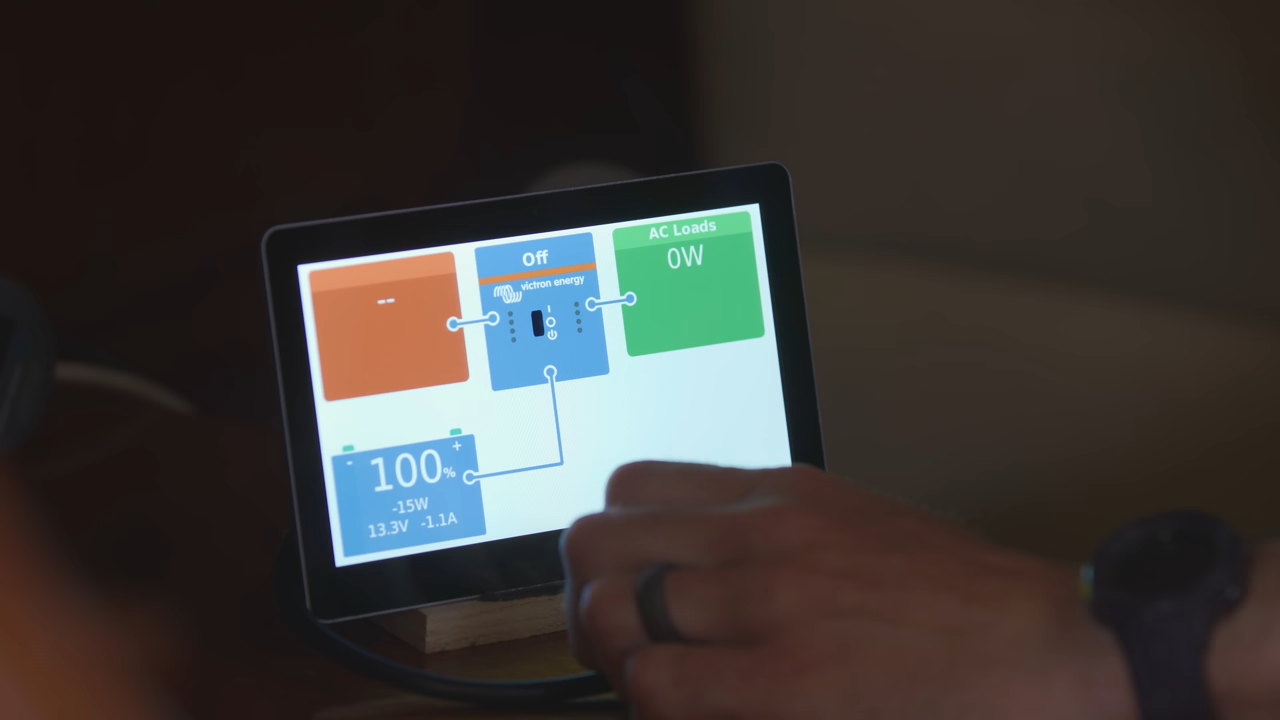 --
Off
victron energy
I
O
AC Loads
0W
- +
100%
-15W
13.3V -1.1A